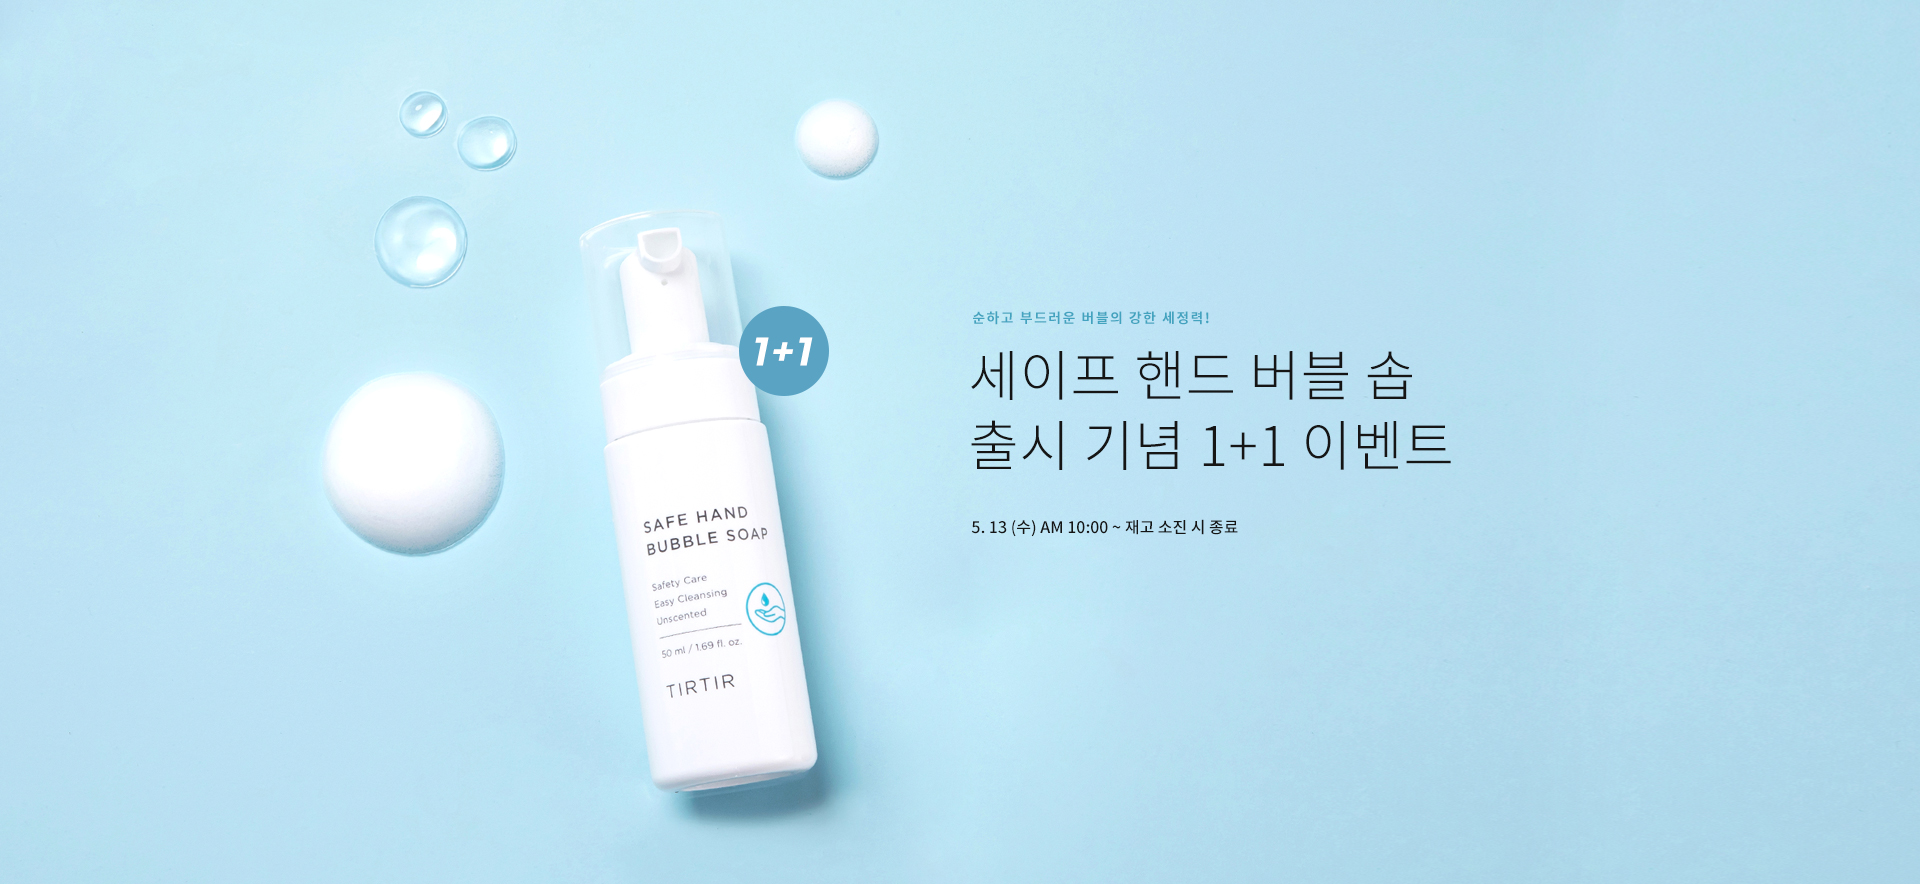 1+1
SAFE HAND
BUBBLE SOAP
Safety Care
Easy Cleansing
Unscented
50 ml / 1.69 fl. oz.
TIRTIR
순하고 부드러운 버블의 강한 세정력!
세이프 핸드 버블 솝
출시 기념 1+1 이벤트
5. 13 (수) AM 10:00 ~ 재고 소진 시 종료